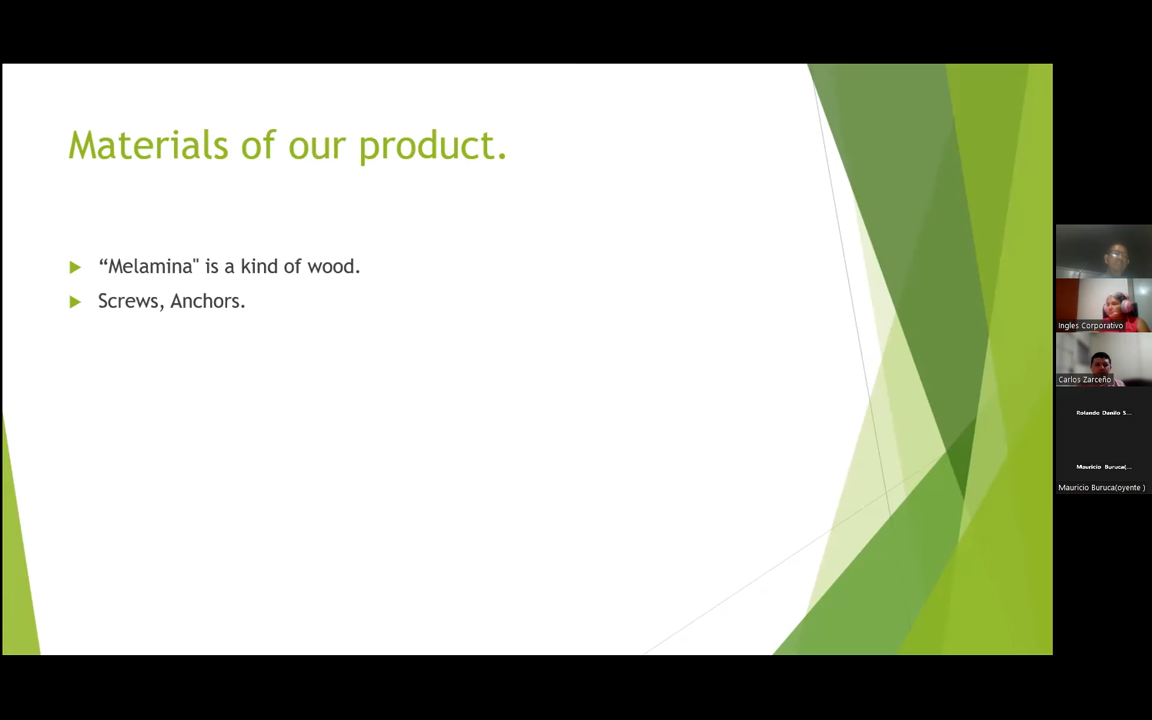 Materials of our product.
“Melamina" is a kind of wood.
Screws, Anchors.
Ingles Corporativo
Carlos Zarceño
Rolando Danilo S...
Mauricio Buruca(...
Mauricio Buruca(oyente )